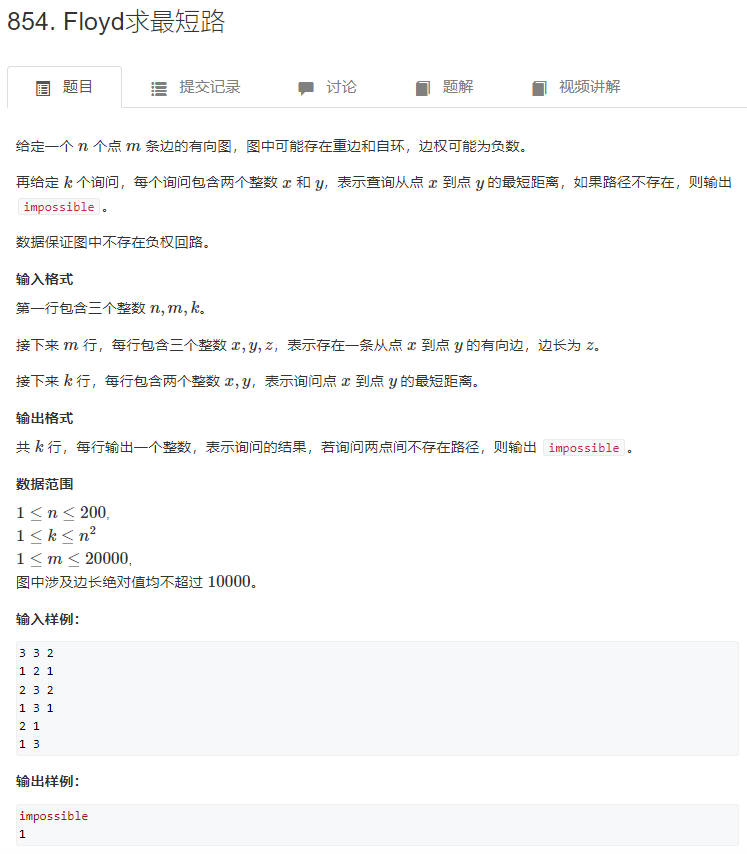 854. Floyd求最短路
题目 提交记录 讨论 题解 视频讲解
给定一个 n 个点 m 条边的有向图，图中可能存在重边和自环，边权可能为负数。
再给定 k 个询问，每个询问包含两个整数 x 和 y，表示查询从点 x 到点 y 的最短距离，如果路径不存在，则输出
impossible。
数据保证图中不存在负权回路。
输入格式
第一行包含三个整数 n, m, k。
接下来 m 行，每行包含三个整数 x, y, z，表示存在一条从点 x 到点 y 的有向边，边长为 z。
接下来 k 行，每行包含两个整数 x, y，表示询问点 x 到点 y 的最短距离。
输出格式
共 k 行，每行输出一个整数，表示询问的结果，若询问两点间不存在路径，则输出 impossible。
数据范围
1 ≤ n ≤ 200,
1 ≤ k ≤ n²
1 ≤ m ≤ 20000,
图中涉及边长绝对值均不超过 10000。
输入样例：
3 3 2
1 2 1
2 3 2
1 3 1
2 1
1 3
输出样例：
impossible
1